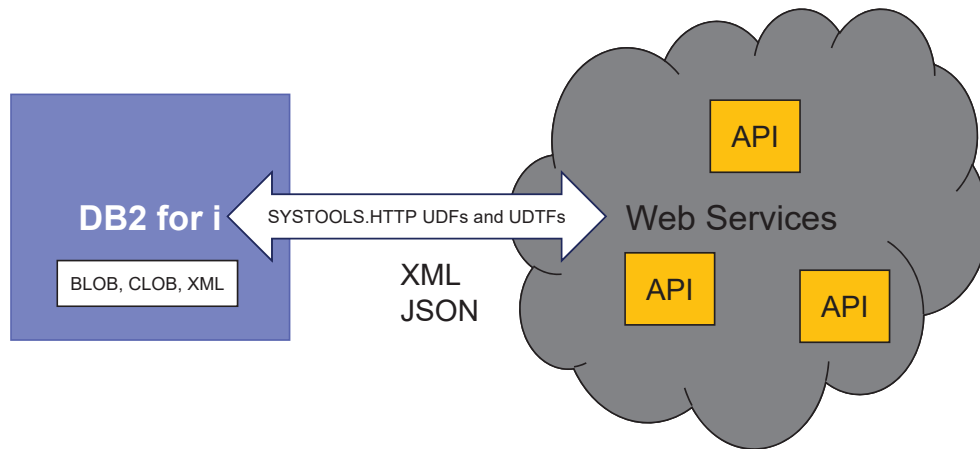 DB2 for i
BLOB, CLOB, XML
SYSTOOLS.HTTP UDFs and UDTFs
XML
JSON
Web Services
API
API
API